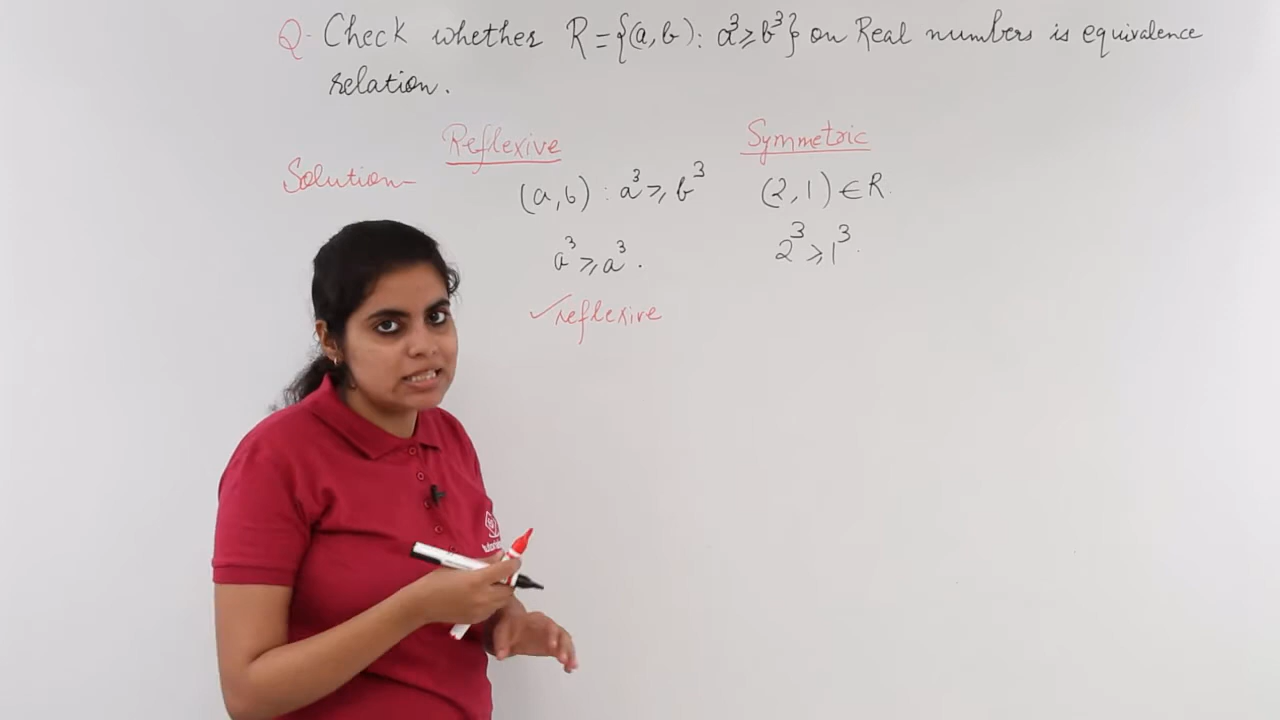 Q- Check whether R = {(a, b) : a³ ≥ b³} on Real numbers is equivalence
relation.
Solution-
Reflexive
(a, b) : a³ ≥ b³
a³ ≥ a³.
✓reflexive
Symmetric
(2, 1) ∈ R.
2³ ≥ 1³.